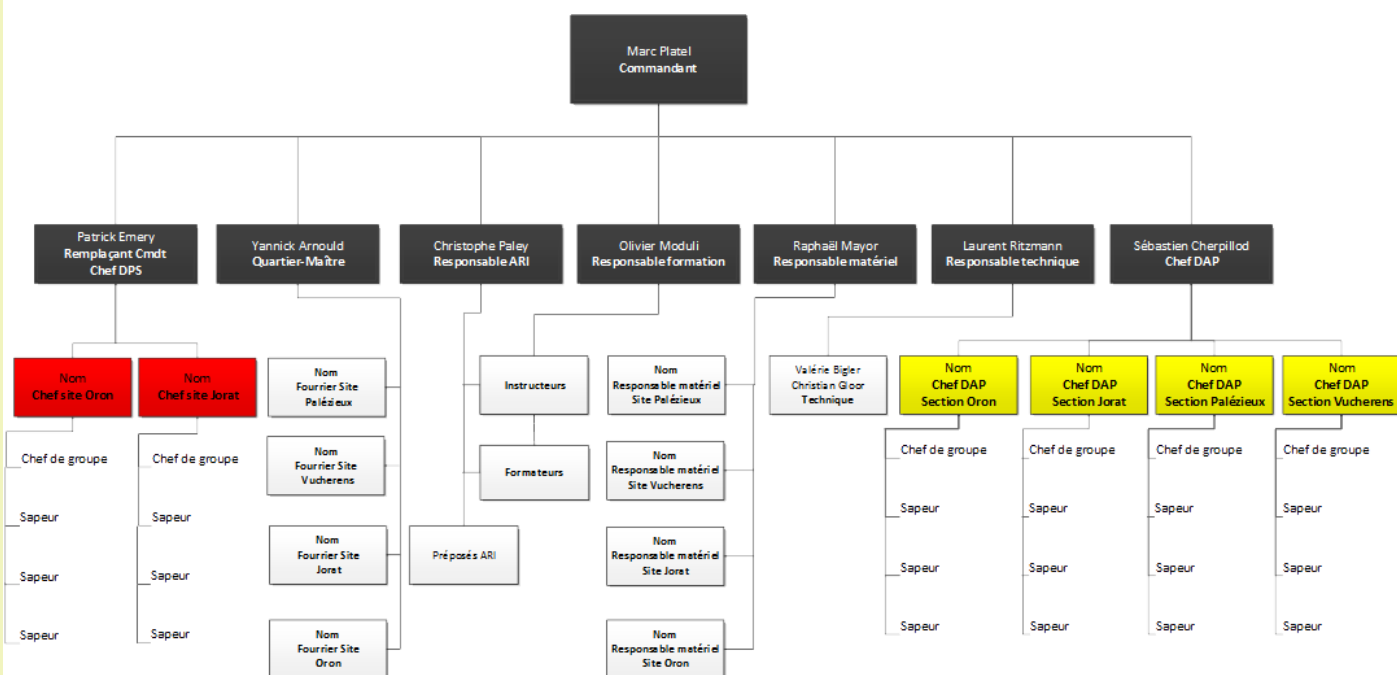 Marc Platel
Commandant
Patrick Emery
Remplaçant Cmdt
Chef DPS
Yannick Arnould
Quartier-Maître
Christophe Paley
Responsable ARI
Olivier Moduli
Responsable formation
Raphaël Mayor
Responsable matériel
Laurent Ritzmann
Responsable technique
Sébastien Cherpillod
Chef DAP
Nom
Chef site Oron
Nom
Chef site Jorat
Nom
Fourrier Site
Palézieux
Instructeurs
Nom
Responsable matériel
Site Palézieux
Valérie Bigler
Christian Gloor
Technique
Nom
Chef DAP
Section Oron
Nom
Chef DAP
Section Jorat
Nom
Chef DAP
Section Palézieux
Nom
Chef DAP
Section Vucherens
Chef de groupe
Chef de groupe
Nom
Fourrier Site
Vucherens
Formateurs
Nom
Responsable matériel
Site Vucherens
Chef de groupe
Chef de groupe
Chef de groupe
Chef de groupe
Sapeur
Sapeur
Sapeur
Sapeur
Sapeur
Sapeur
Nom
Fourrier Site
Jorat
Préposés ARI
Nom
Responsable matériel
Site Jorat
Sapeur
Sapeur
Sapeur
Sapeur
Sapeur
Sapeur
Sapeur
Sapeur
Nom
Fourrier Site
Oron
Nom
Responsable matériel
Site Oron
Sapeur
Sapeur
Sapeur
Sapeur